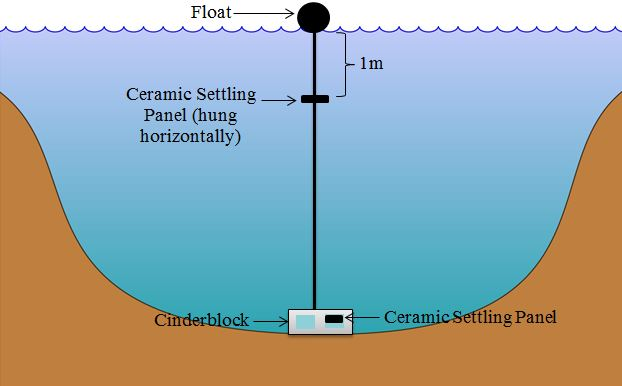 Float
1m
Ceramic Settling
Panel (hung
horizontally)
Cinderblock
Ceramic Settling Panel